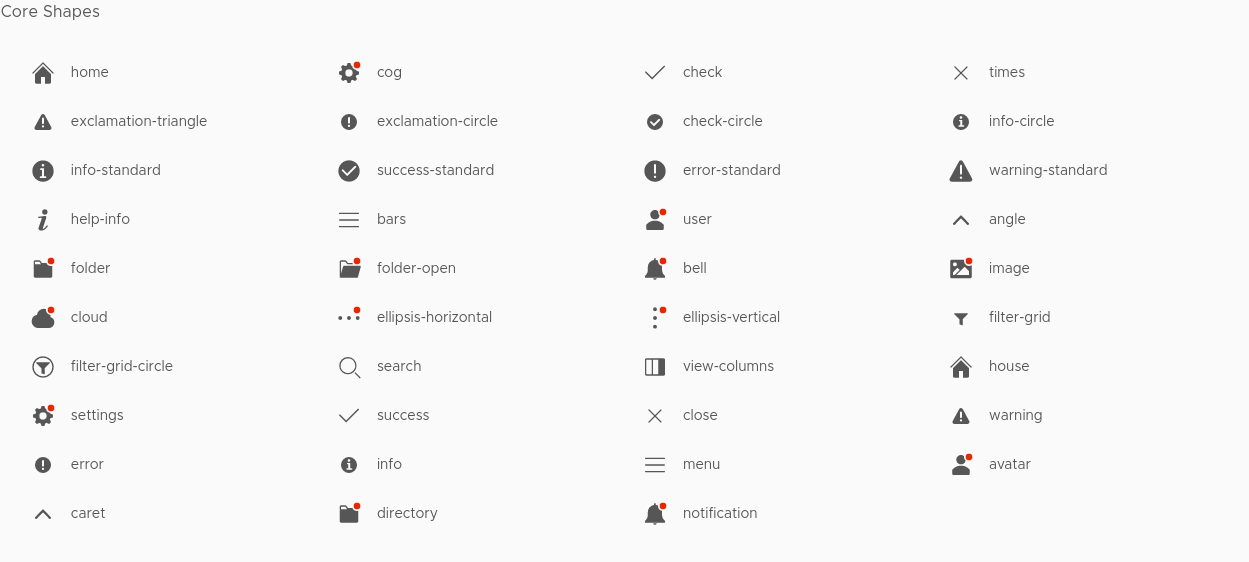 Core Shapes
home cog check times
exclamation-triangle exclamation-circle check-circle info-circle
info-standard success-standard error-standard warning-standard
help-info bars user angle
folder folder-open bell image
cloud ellipsis-horizontal ellipsis-vertical filter-grid
filter-grid-circle search view-columns house
settings success close warning
error info menu avatar
caret directory notification